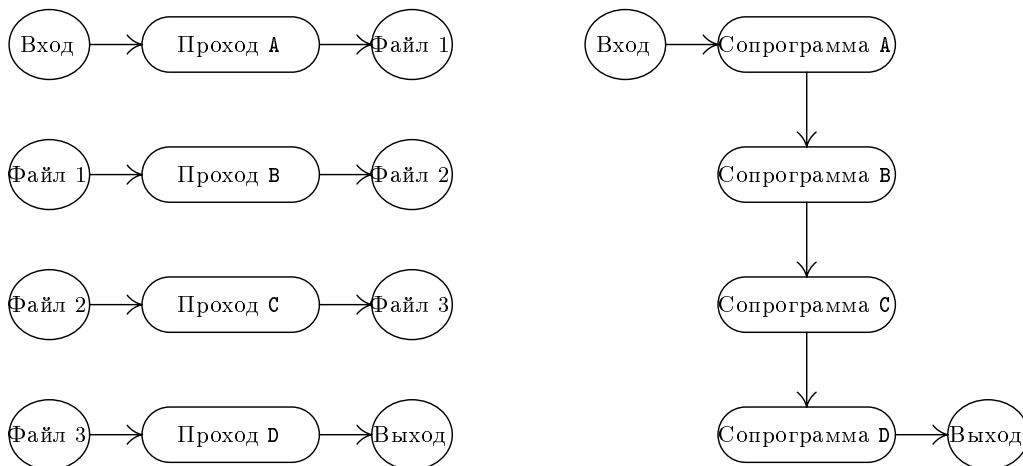 Вход Проход A Файл 1 Вход Сопрограмма A
Файл 1 Проход B Файл 2 Сопрограмма B
Файл 2 Проход C Файл 3 Сопрограмма C
Файл 3 Проход D Выход Сопрограмма D Выход